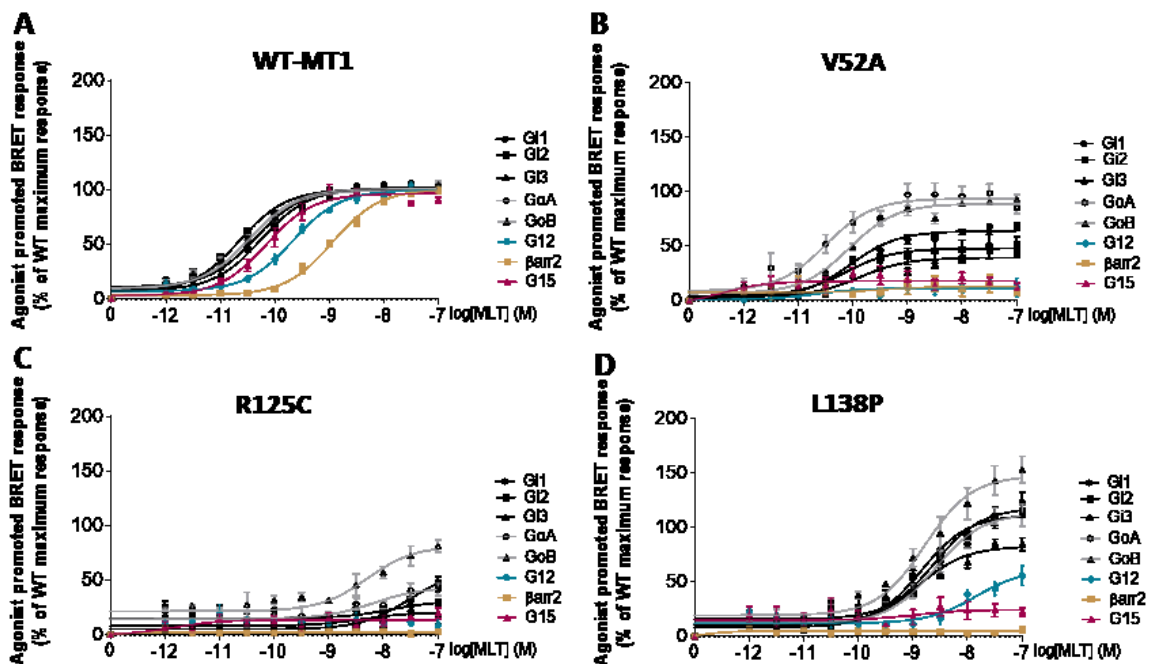 A
WT-MT1
Agonist promoted BRET response
(% of WT maximum response)
200
150
100
50
0
0 -12 -11 -10 -9 -8 -7 log[MLT] (M)
Gi1
Gi2
Gi3
GoA
GoB
G12
βarr2
G15
B
V52A
Agonist promoted BRET response
(% of WT maximum response)
200
150
100
50
0
0 -12 -11 -10 -9 -8 -7 log[MLT] (M)
Gi1
Gi2
Gi3
GoA
GoB
G12
βarr2
G15
C
R125C
Agonist promoted BRET response
(% of WT maximum response)
200
150
100
50
0
0 -12 -11 -10 -9 -8 -7 log[MLT] (M)
Gi1
Gi2
Gi3
GoA
GoB
G12
βarr2
G15
D
L138P
Agonist promoted BRET response
(% of WT maximum response)
200
150
100
50
0
0 -12 -11 -10 -9 -8 -7 log[MLT] (M)
Gi1
Gi2
Gi3
GoA
GoB
G12
βarr2
G15